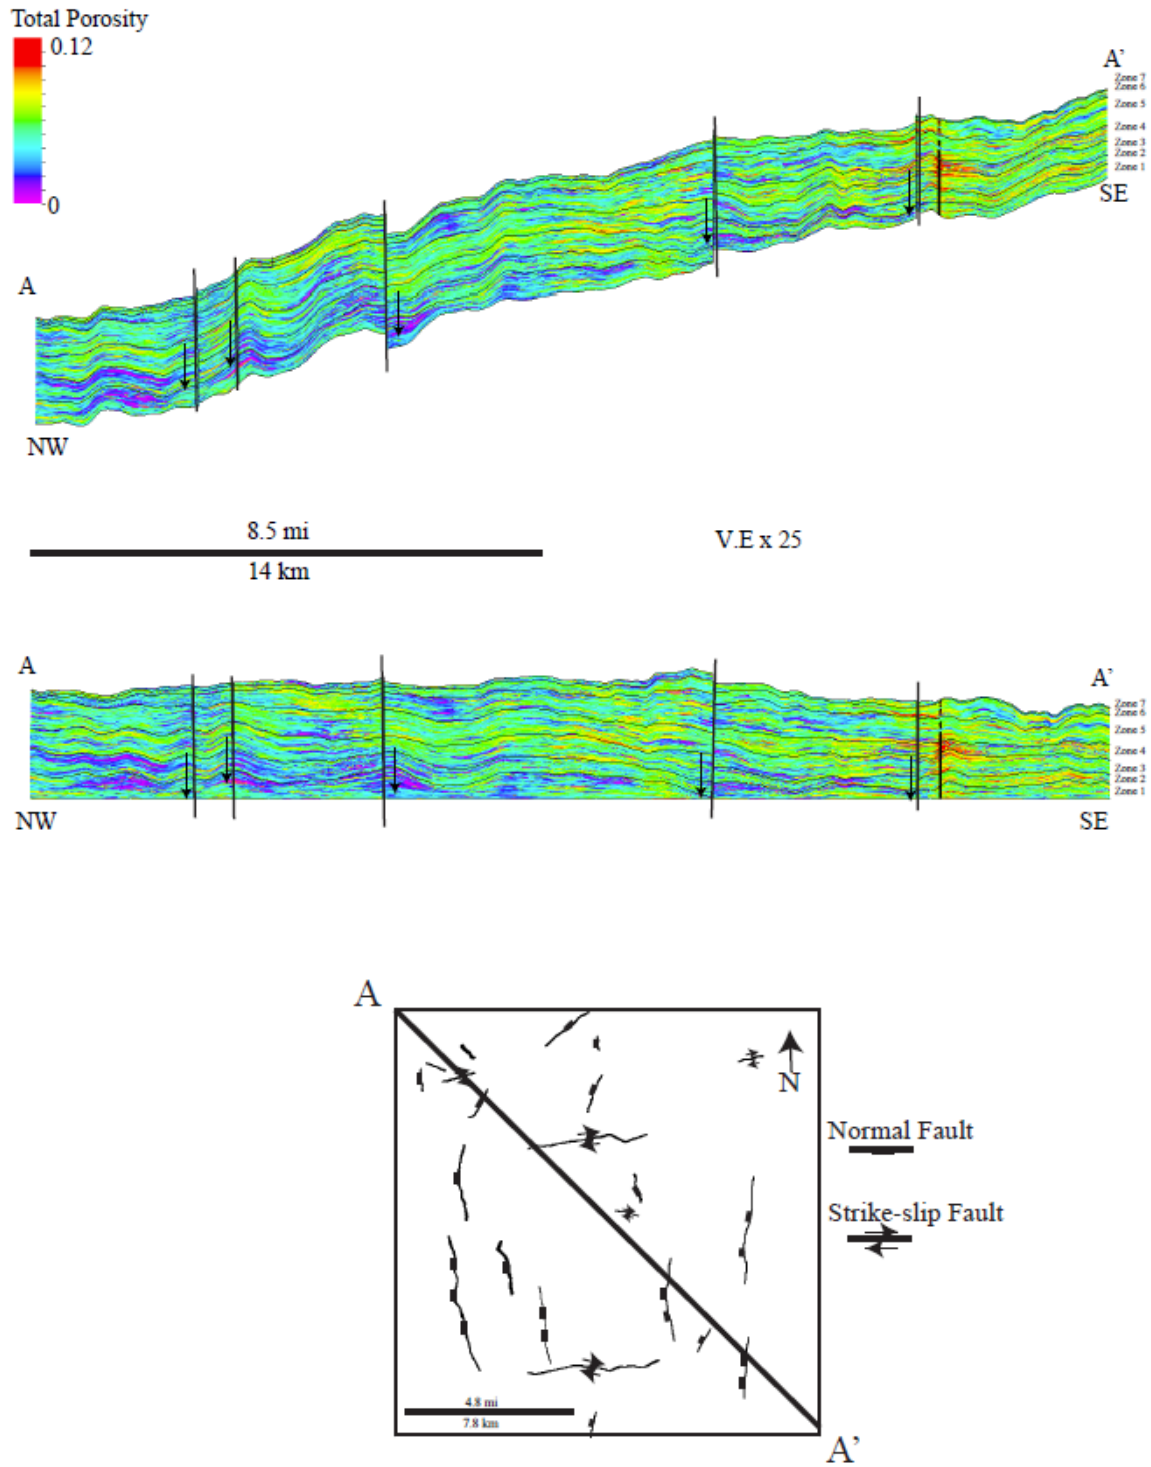 Total Porosity
0.12
0
A'
Zone 7
Zone 6
Zone 5
Zone 4
Zone 3
Zone 2
Zone 1
SE
A
NW
8.5 mi
14 km
V.E x 25
A
A'
Zone 7
Zone 6
Zone 5
Zone 4
Zone 3
Zone 2
Zone 1
NW
SE
A
N
Normal Fault
Strike-slip Fault
4.8 mi
7.8 km
A'